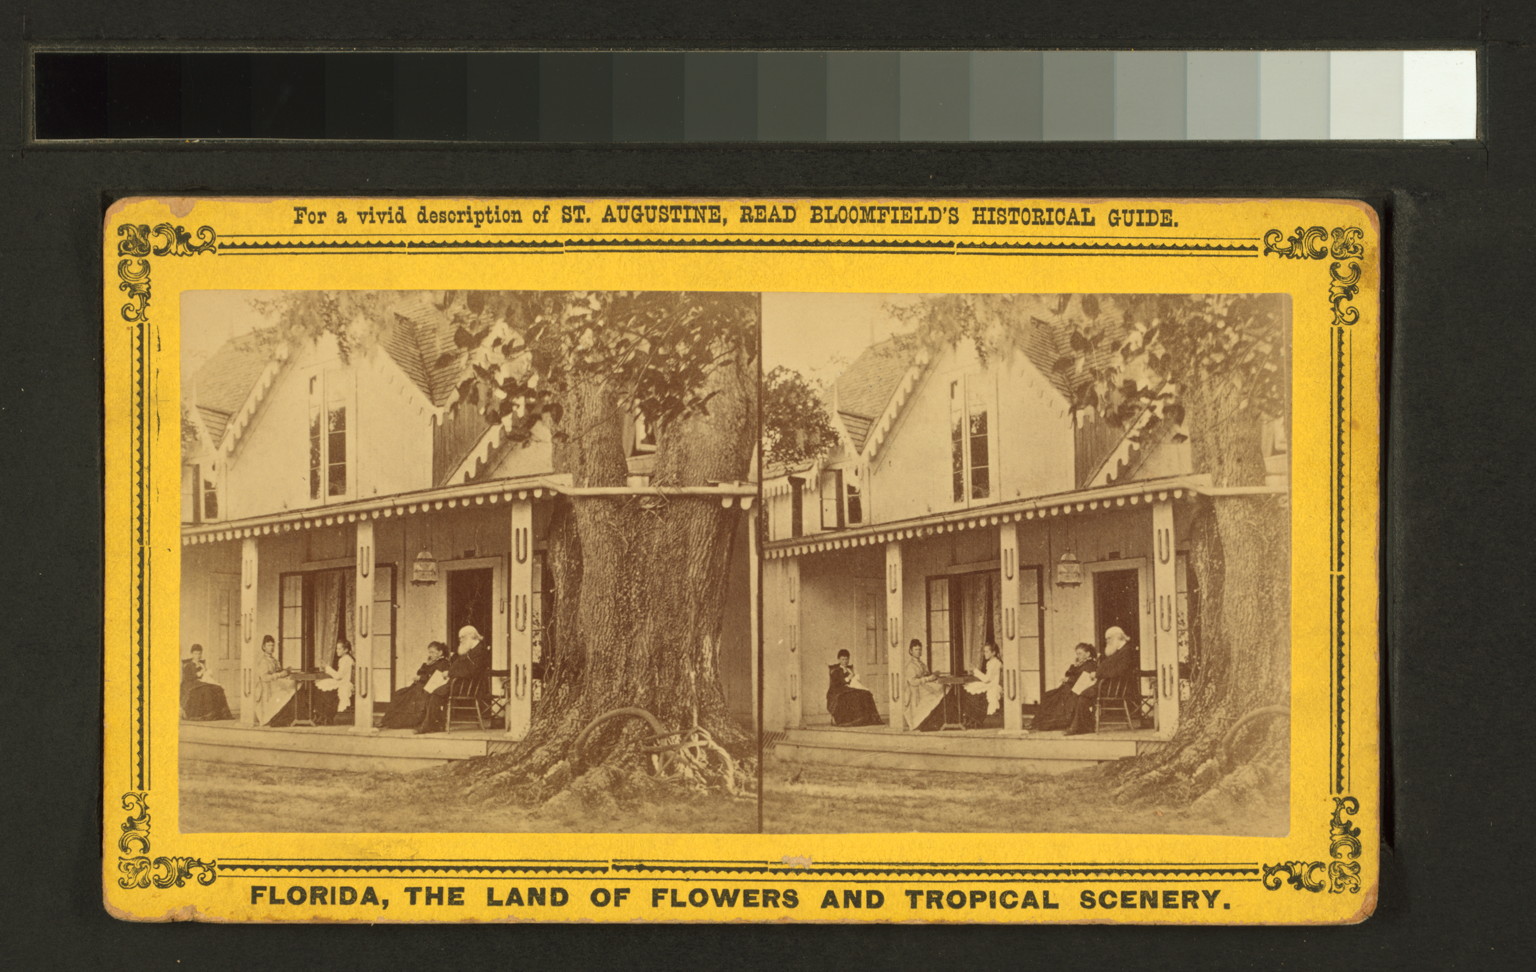 For a vivid description of ST. AUGUSTINE, READ BLOOMFIELD'S HISTORICAL GUIDE.
FLORIDA, THE LAND OF FLOWERS AND TROPICAL SCENERY.